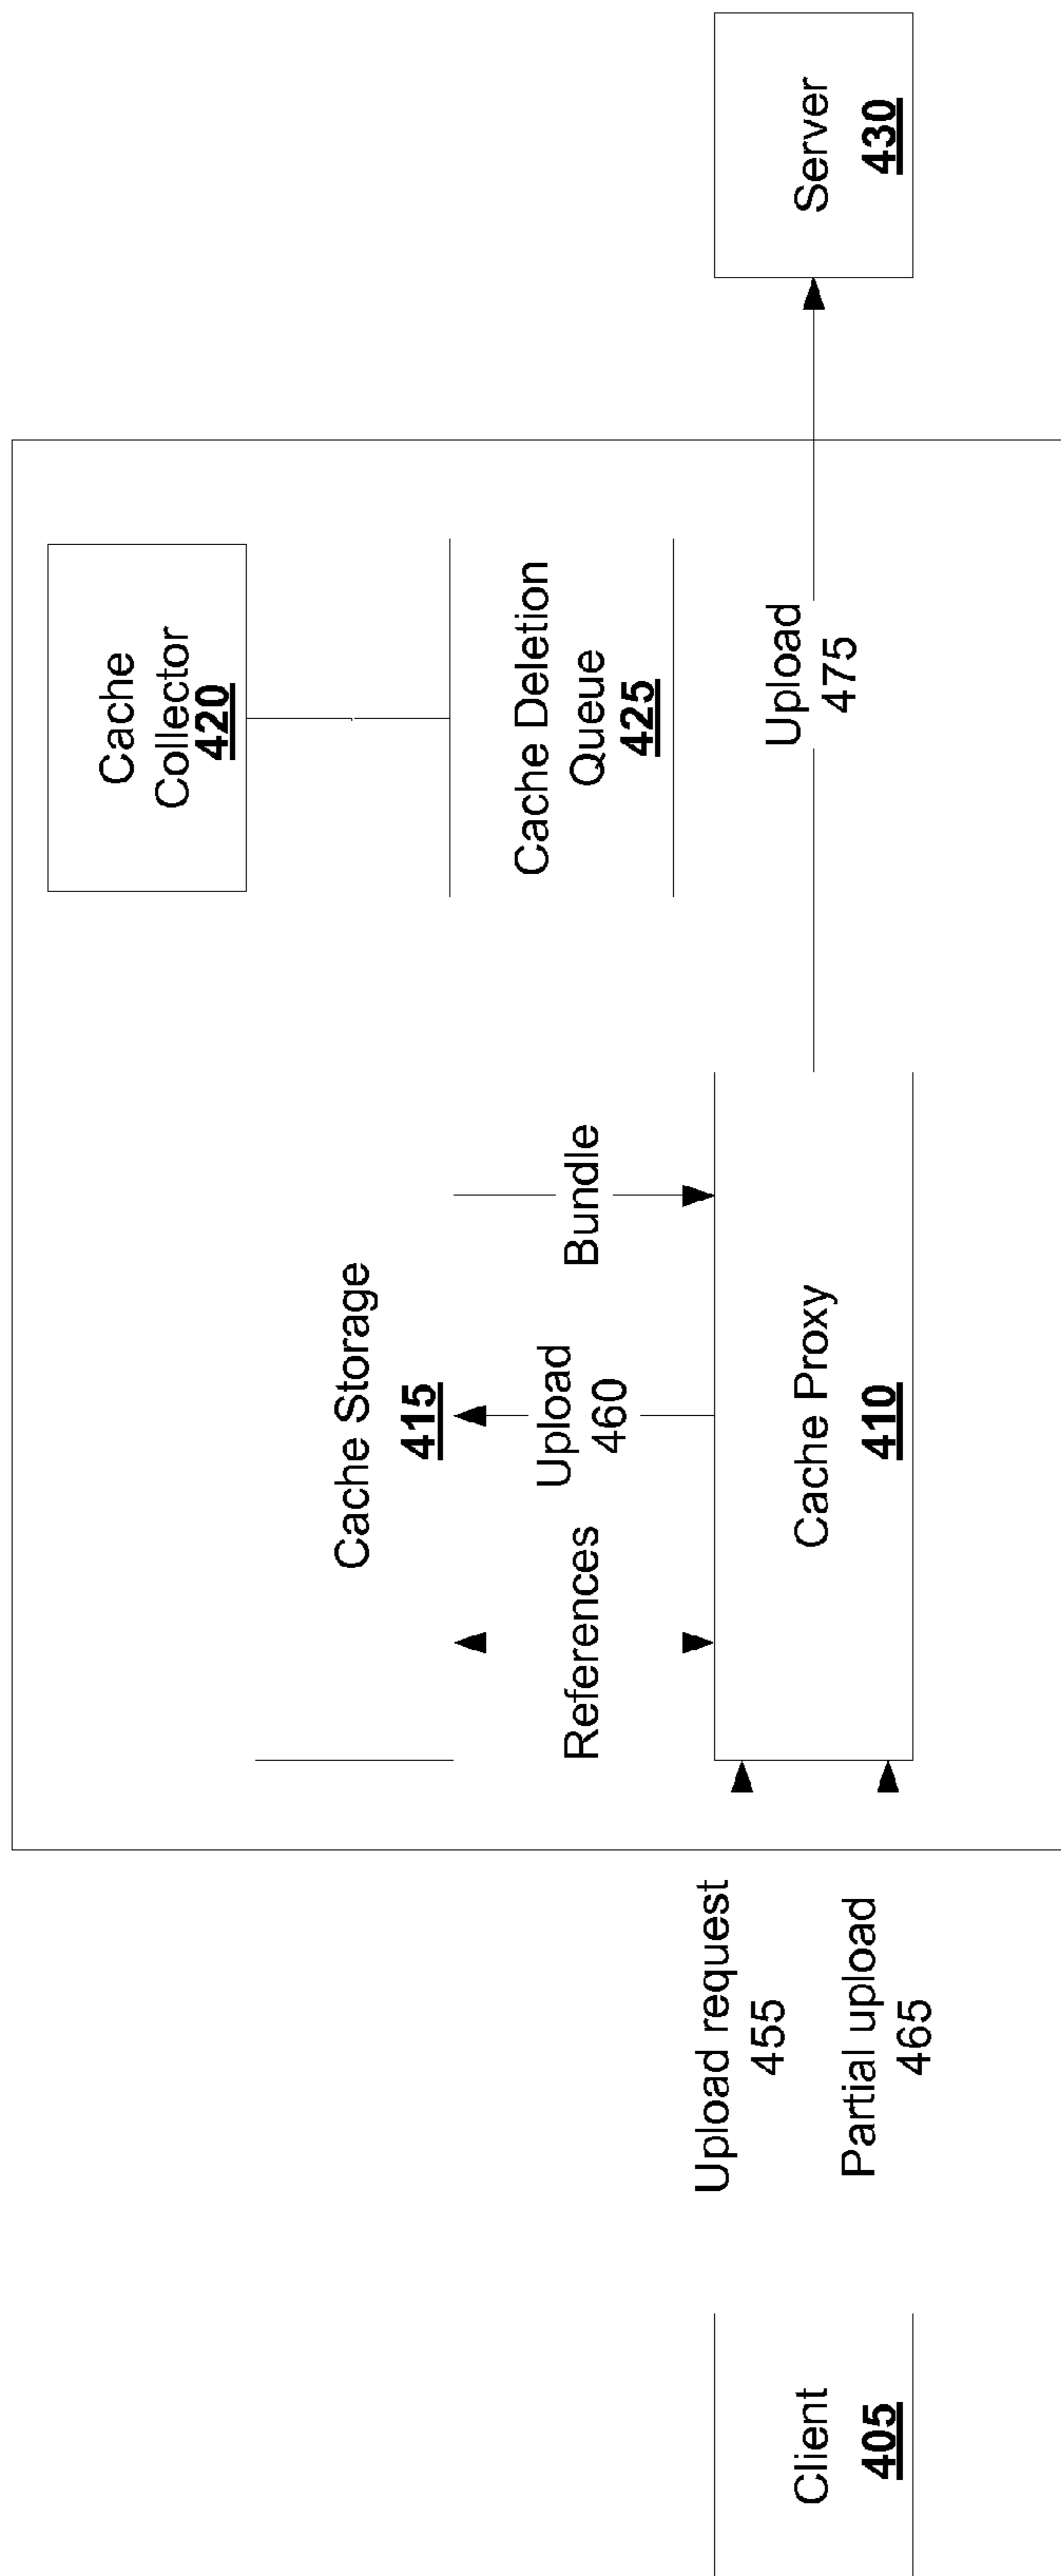 Cache
Collector
420
Cache Storage
415
Cache Deletion
Queue
425
References
Upload
460
Bundle
Upload request
455
Partial upload
465
Upload
475
Client
405
Cache Proxy
410
Server
430